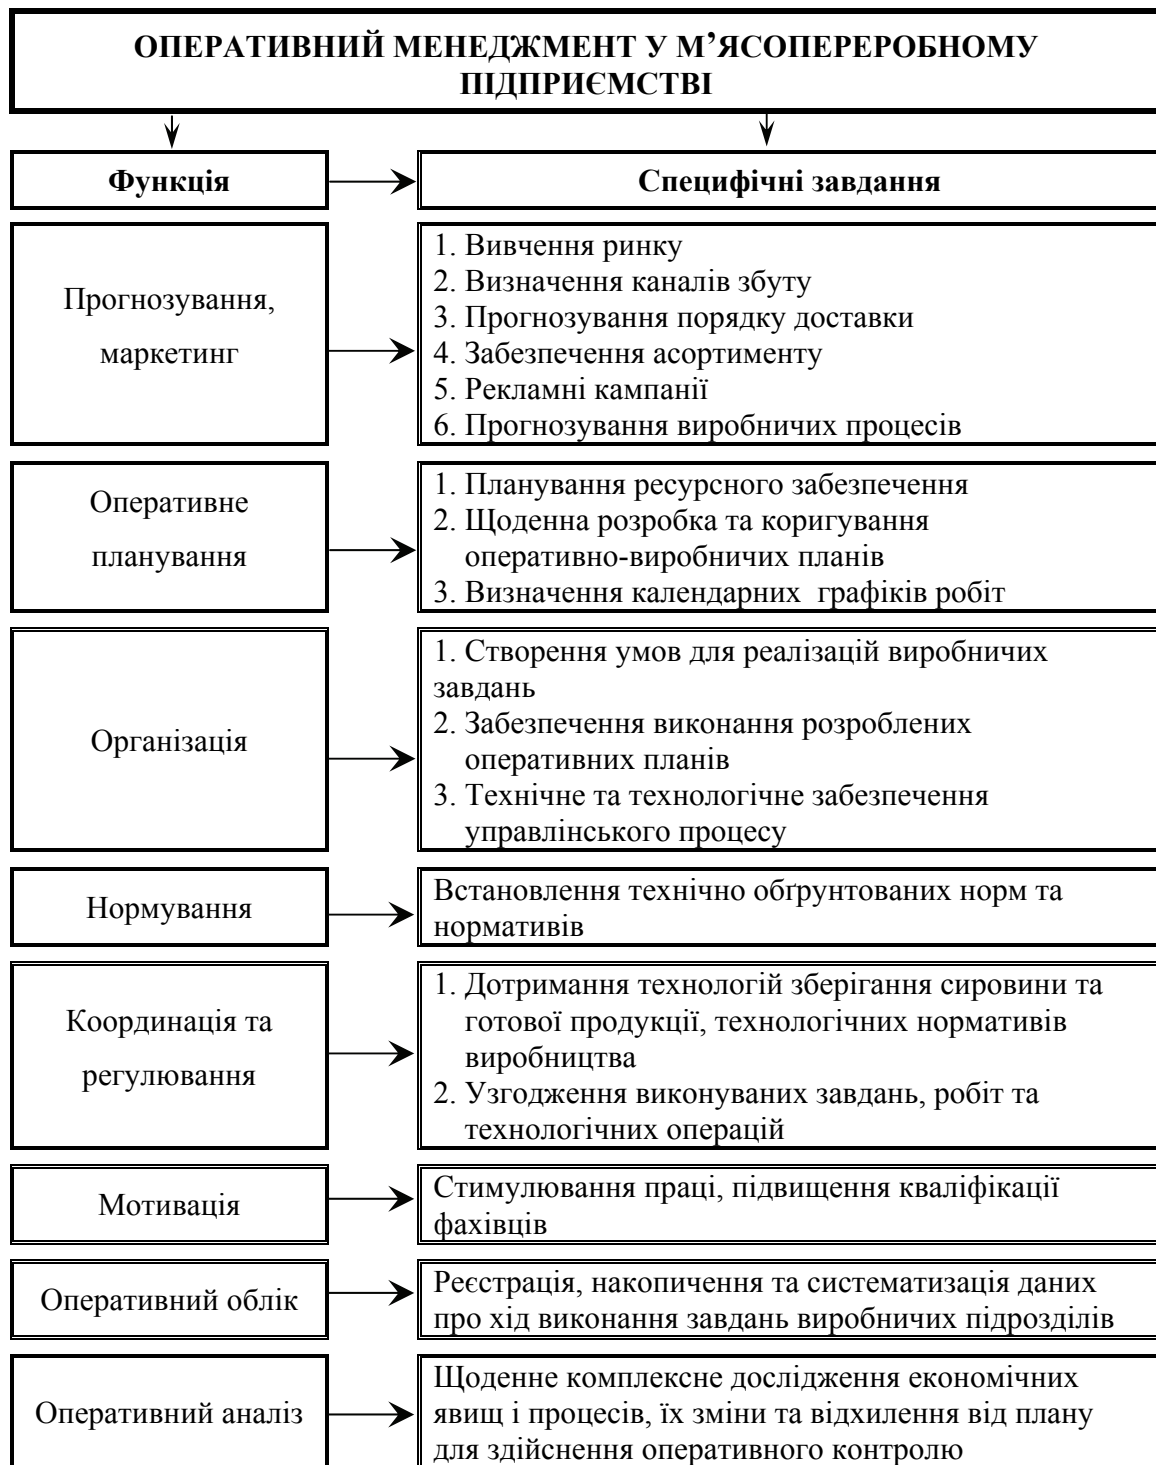 ОПЕРАТИВНИЙ МЕНЕДЖМЕНТ У М’ЯСОПЕРЕРОБНОМУ
ПІДПРИЄМСТВІ
Функція
Специфічні завдання
Прогнозування,
маркетинг
1. Вивчення ринку
2. Визначення каналів збуту
3. Прогнозування порядку доставки
4. Забезпечення асортименту
5. Рекламні кампанії
6. Прогнозування виробничих процесів
Оперативне
планування
1. Планування ресурсного забезпечення
2. Щоденна розробка та коригування
оперативно-виробничих планів
3. Визначення календарних графіків робіт
Організація
1. Створення умов для реалізацій виробничих
завдань
2. Забезпечення виконання розроблених
оперативних планів
3. Технічне та технологічне забезпечення
управлінського процесу
Нормування
Встановлення технічно обґрунтованих норм та
нормативів
Координація та
регулювання
1. Дотримання технологій зберігання сировини та
готової продукції, технологічних нормативів
виробництва
2. Узгодження виконуваних завдань, робіт та
технологічних операцій
Мотивація
Стимулювання праці, підвищення кваліфікації
фахівців
Оперативний облік
Реєстрація, накопичення та систематизація даних
про хід виконання завдань виробничих підрозділів
Оперативний аналіз
Щоденне комплексне дослідження економічних
явищ і процесів, їх зміни та відхилення від плану
для здійснення оперативного контролю